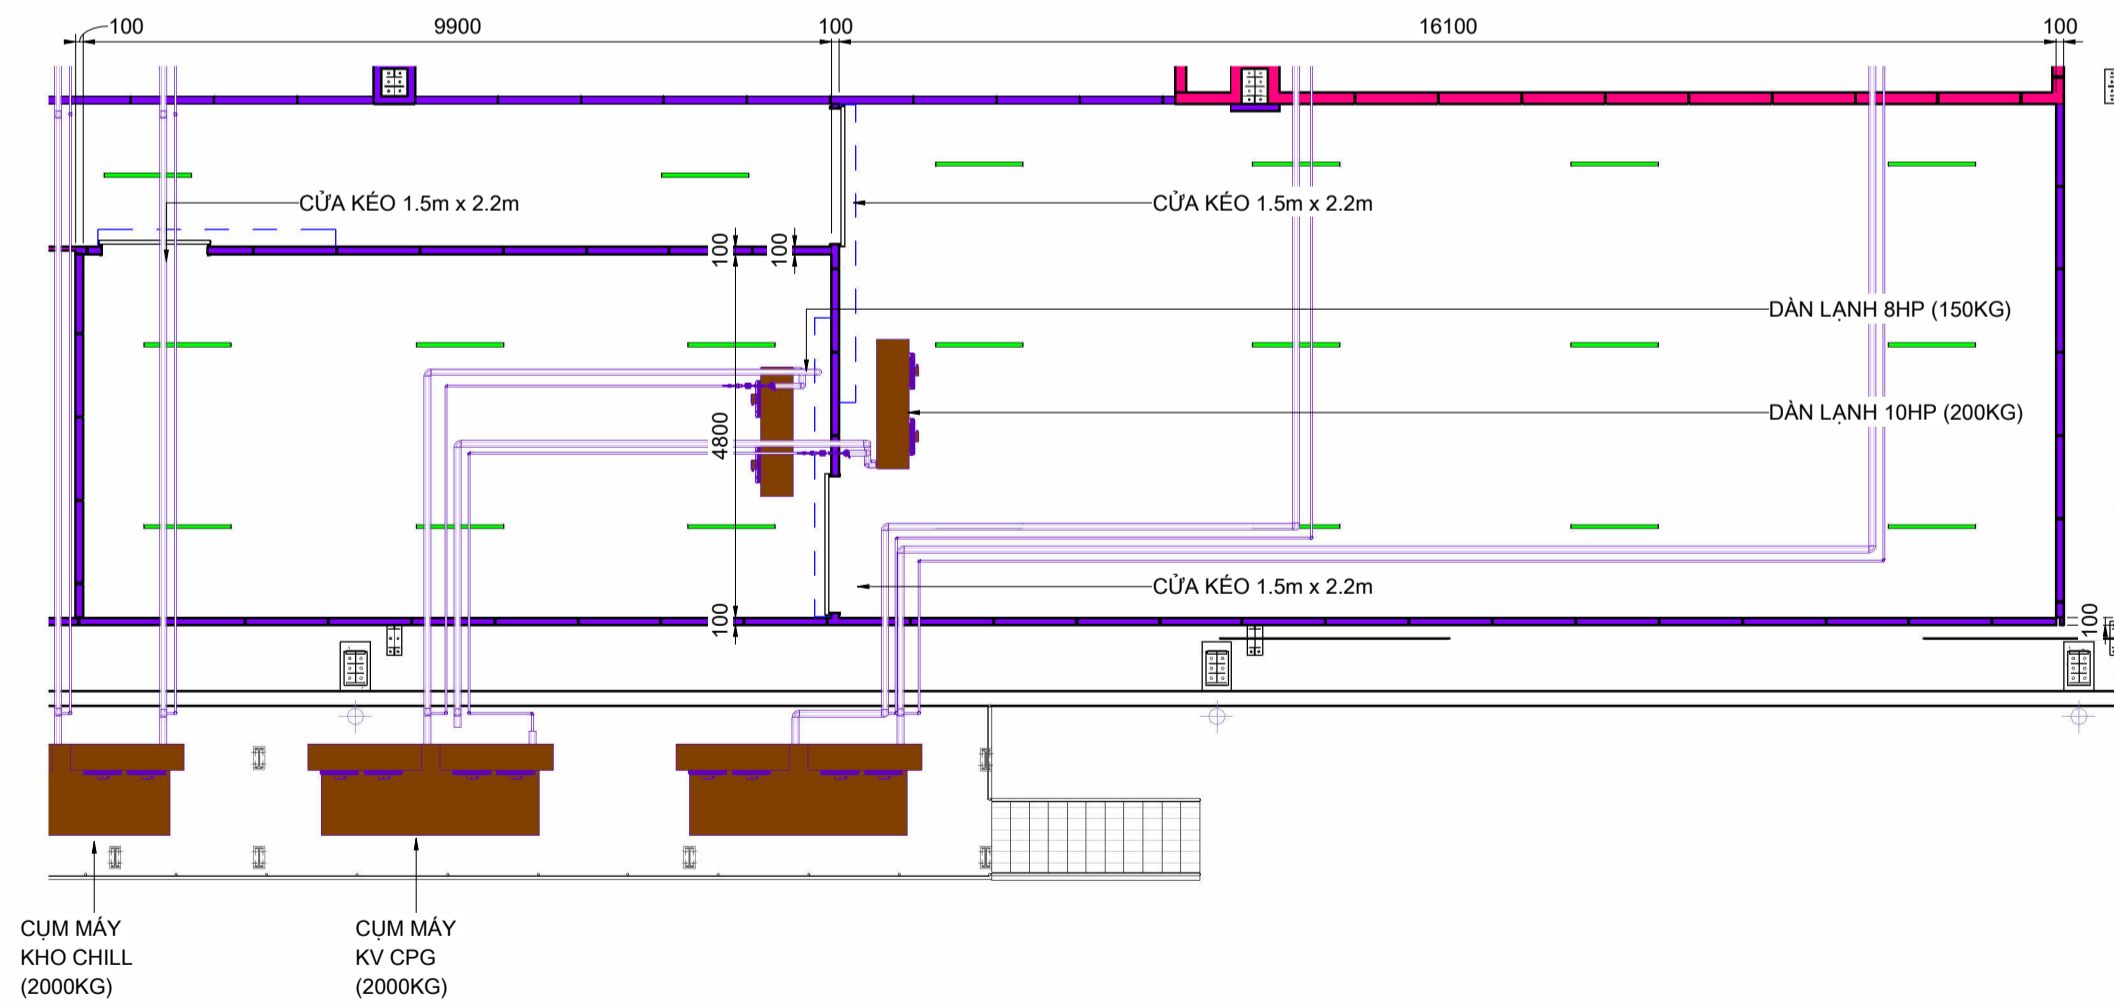 100
9900
100
16100
100
CỬA KÉO 1.5m x 2.2m
CỬA KÉO 1.5m x 2.2m
100
100
DÀN LẠNH 8HP (150KG)
4800
DÀN LẠNH 10HP (200KG)
CỬA KÉO 1.5m x 2.2m
100
100
CỤM MÁY
KHO CHILL
(2000KG)
CỤM MÁY
KV CPG
(2000KG)